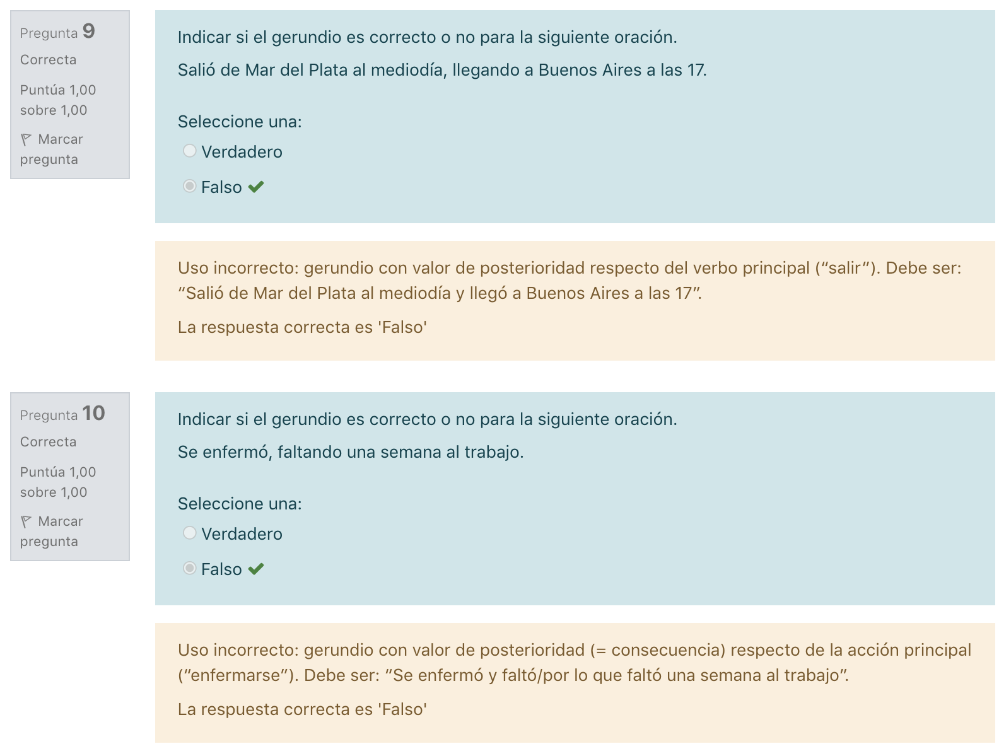 Pregunta 9
Correcta
Puntúa 1,00
sobre 1,00
Marcar
pregunta
Indicar si el gerundio es correcto o no para la siguiente oración.
Salió de Mar del Plata al mediodía, llegando a Buenos Aires a las 17.
Seleccione una:
Verdadero
Falso
Uso incorrecto: gerundio con valor de posterioridad respecto del verbo principal (“salir”). Debe ser:
“Salió de Mar del Plata al mediodía y llegó a Buenos Aires a las 17”.
La respuesta correcta es 'Falso'
Pregunta 10
Correcta
Puntúa 1,00
sobre 1,00
Marcar
pregunta
Indicar si el gerundio es correcto o no para la siguiente oración.
Se enfermó, faltando una semana al trabajo.
Seleccione una:
Verdadero
Falso
Uso incorrecto: gerundio con valor de posterioridad (= consecuencia) respecto de la acción principal
(“enfermarse”). Debe ser: “Se enfermó y faltó/por lo que faltó una semana al trabajo”.
La respuesta correcta es 'Falso'